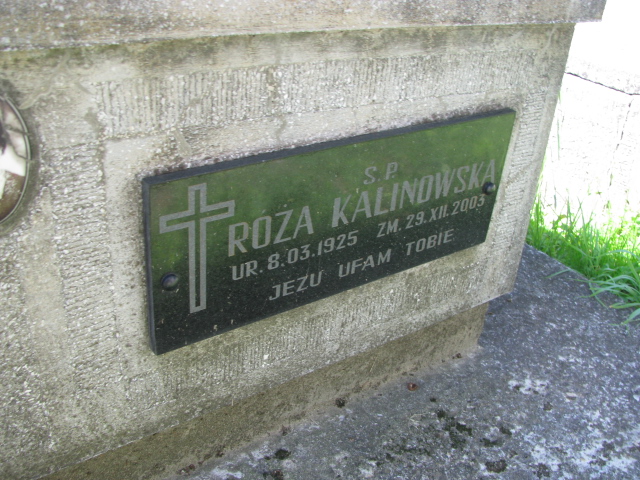 S.P.
RÓŻA KALINOWSKA
UR. 8.03.1925 ZM. 29.XII.2003
JEZU UFAM TOBIE